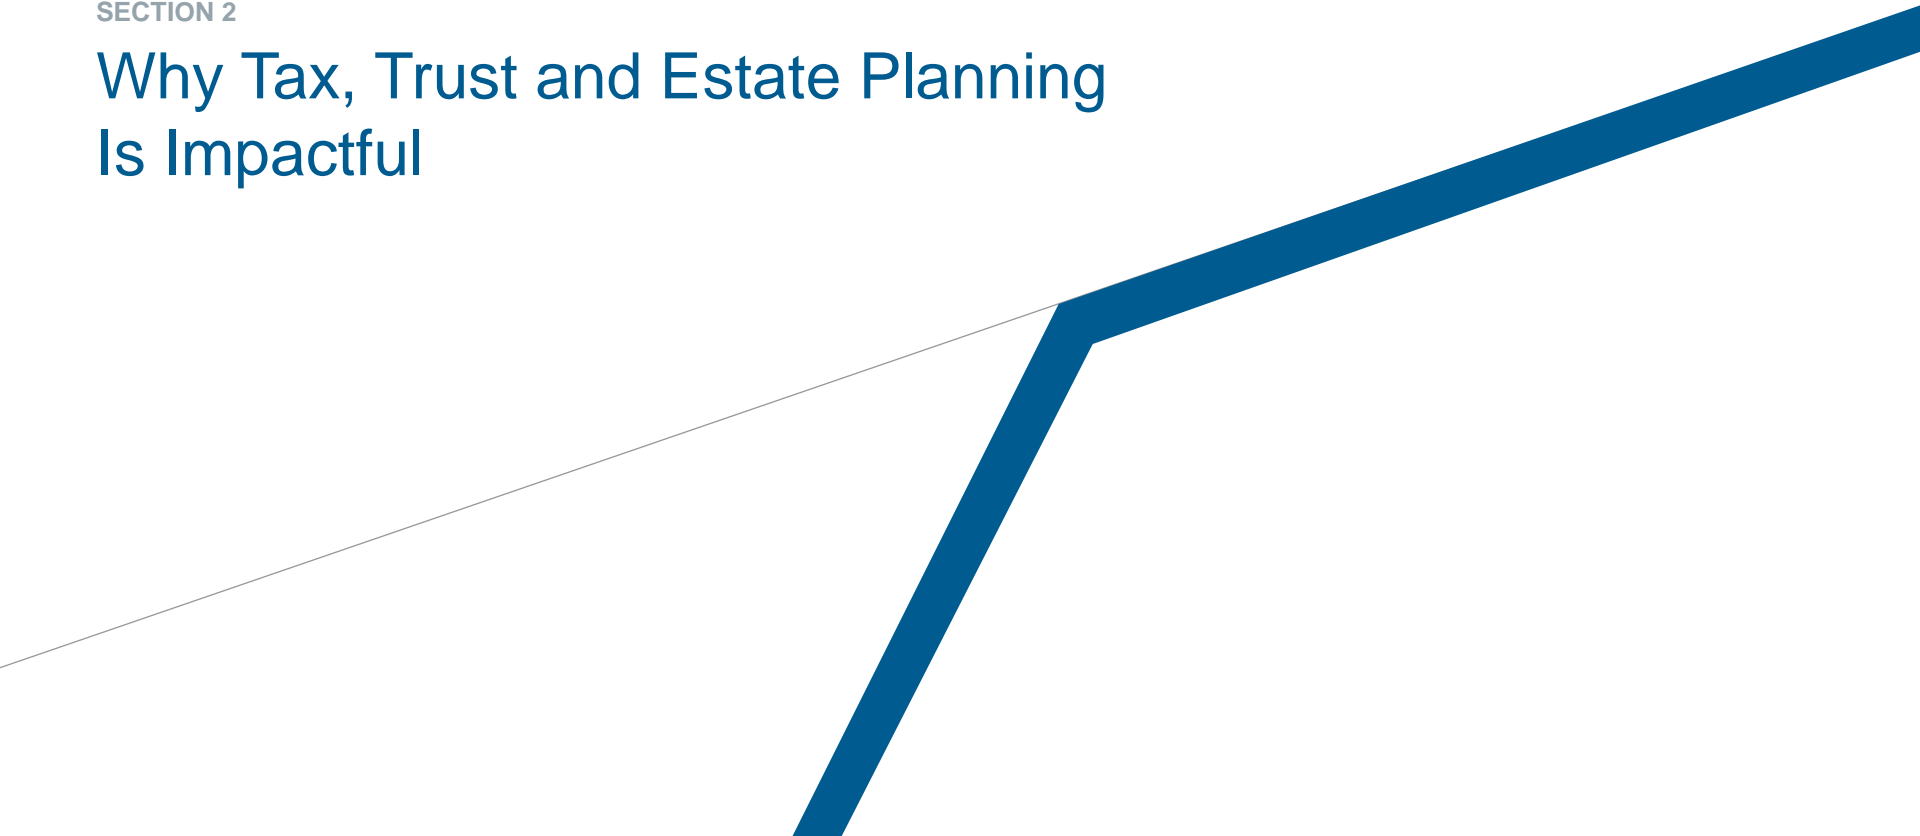 SECTION 2
Why Tax, Trust and Estate Planning
Is Impactful